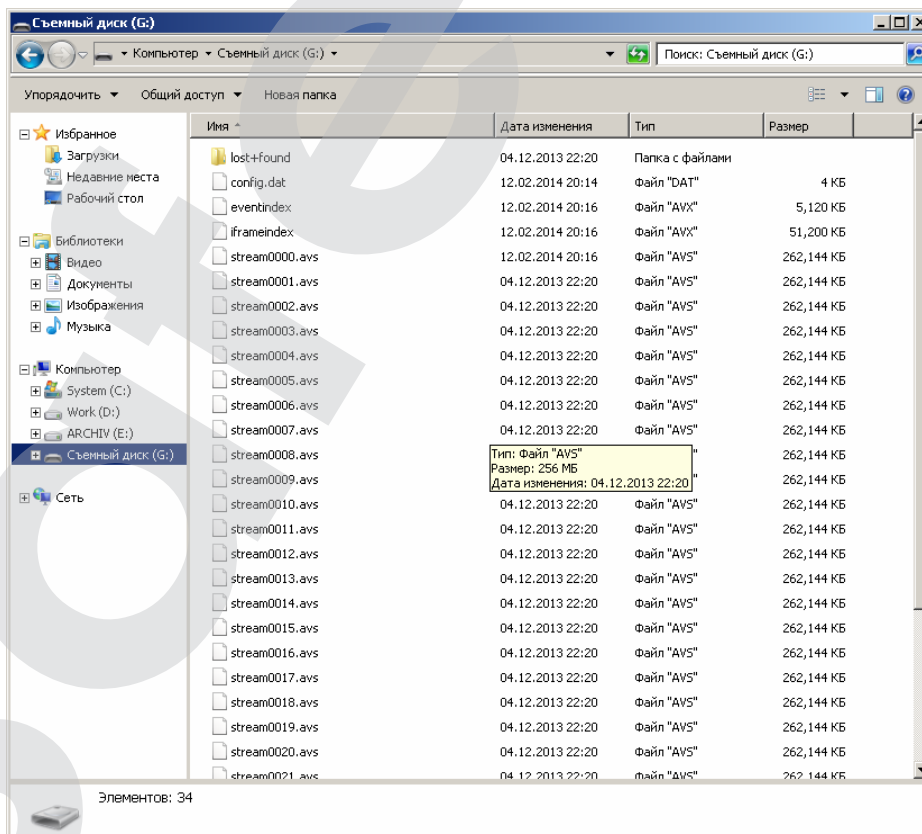 Съемный диск (G:)
Компьютер Съемный диск (G:)
Поиск: Съемный диск (G:)
Упорядочить Общий доступ Новая папка
Избранное
Загрузки
Недавние места
Рабочий стол
Библиотеки
Видео
Документы
Изображения
Музыка
Компьютер
System (C:)
Work (D:)
ARCHIV (E:)
Съемный диск (G:)
Сеть
Имя Дата изменения Тип Размер
lost+found 04.12.2013 22:20 Папка с файлами
config.dat 12.02.2014 20:14 Файл "DAT" 4 КБ
eventindex 12.02.2014 20:16 Файл "AVX" 5,120 КБ
iframeindex 12.02.2014 20:16 Файл "AVX" 51,200 КБ
stream0000.avs 12.02.2014 20:16 Файл "AVS" 262,144 КБ
stream0001.avs 04.12.2013 22:20 Файл "AVS" 262,144 КБ
stream0002.avs 04.12.2013 22:20 Файл "AVS" 262,144 КБ
stream0003.avs 04.12.2013 22:20 Файл "AVS" 262,144 КБ
stream0004.avs 04.12.2013 22:20 Файл "AVS" 262,144 КБ
stream0005.avs 04.12.2013 22:20 Файл "AVS" 262,144 КБ
stream0006.avs 04.12.2013 22:20 Файл "AVS" 262,144 КБ
stream0007.avs 04.12.2013 22:20 Файл "AVS" 262,144 КБ
stream0008.avs 262,144 КБ
stream0009.avs 262,144 КБ
Тип: Файл "AVS"
Размер: 256 МБ
Дата изменения: 04.12.2013 22:20
stream0010.avs 04.12.2013 22:20 Файл "AVS" 262,144 КБ
stream0011.avs 04.12.2013 22:20 Файл "AVS" 262,144 КБ
stream0012.avs 04.12.2013 22:20 Файл "AVS" 262,144 КБ
stream0013.avs 04.12.2013 22:20 Файл "AVS" 262,144 КБ
stream0014.avs 04.12.2013 22:20 Файл "AVS" 262,144 КБ
stream0015.avs 04.12.2013 22:20 Файл "AVS" 262,144 КБ
stream0016.avs 04.12.2013 22:20 Файл "AVS" 262,144 КБ
stream0017.avs 04.12.2013 22:20 Файл "AVS" 262,144 КБ
stream0018.avs 04.12.2013 22:20 Файл "AVS" 262,144 КБ
stream0019.avs 04.12.2013 22:20 Файл "AVS" 262,144 КБ
stream0020.avs 04.12.2013 22:20 Файл "AVS" 262,144 КБ
stream0021.avs 04.12.2013 22:20 Файл "AVS" 262,144 КБ
Элементов: 34